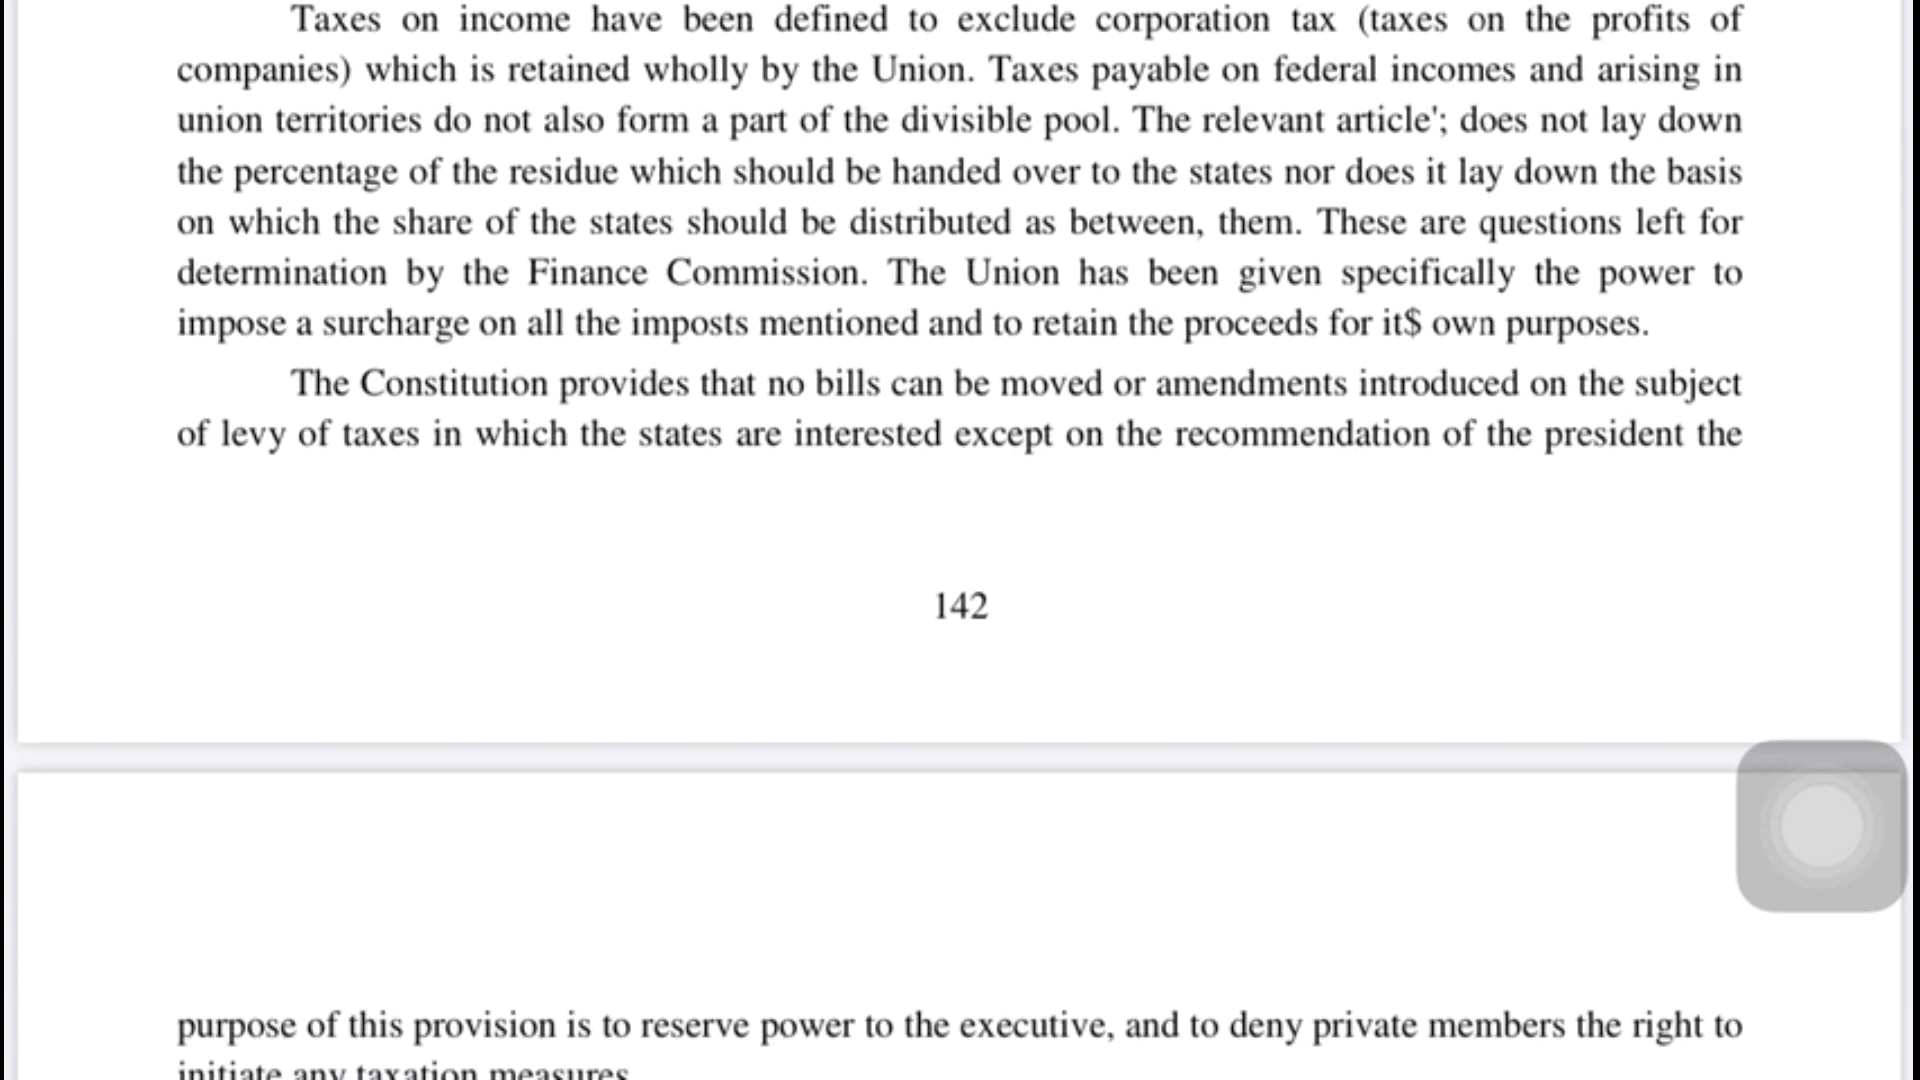 Taxes on income have been defined to exclude corporation tax (taxes on the profits of
companies) which is retained wholly by the Union. Taxes payable on federal incomes and arising in
union territories do not also form a part of the divisible pool. The relevant article'; does not lay down
the percentage of the residue which should be handed over to the states nor does it lay down the basis
on which the share of the states should be distributed as between, them. These are questions left for
determination by the Finance Commission. The Union has been given specifically the power to
impose a surcharge on all the imposts mentioned and to retain the proceeds for it$ own purposes.
The Constitution provides that no bills can be moved or amendments introduced on the subject
of levy of taxes in which the states are interested except on the recommendation of the president the
142
purpose of this provision is to reserve power to the executive, and to deny private members the right to
initiate any taxation measures